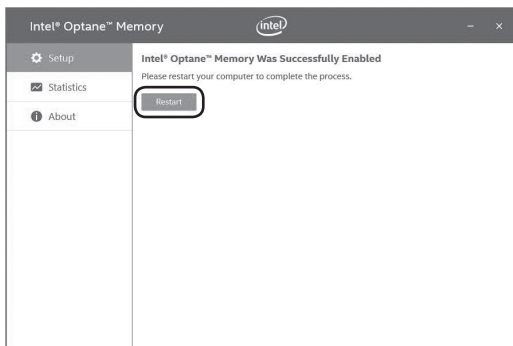 Intel® Optane™ Memory
intel
Setup
Statistics
About
Intel® Optane™ Memory Was Successfully Enabled
Please restart your computer to complete the process.
Restart